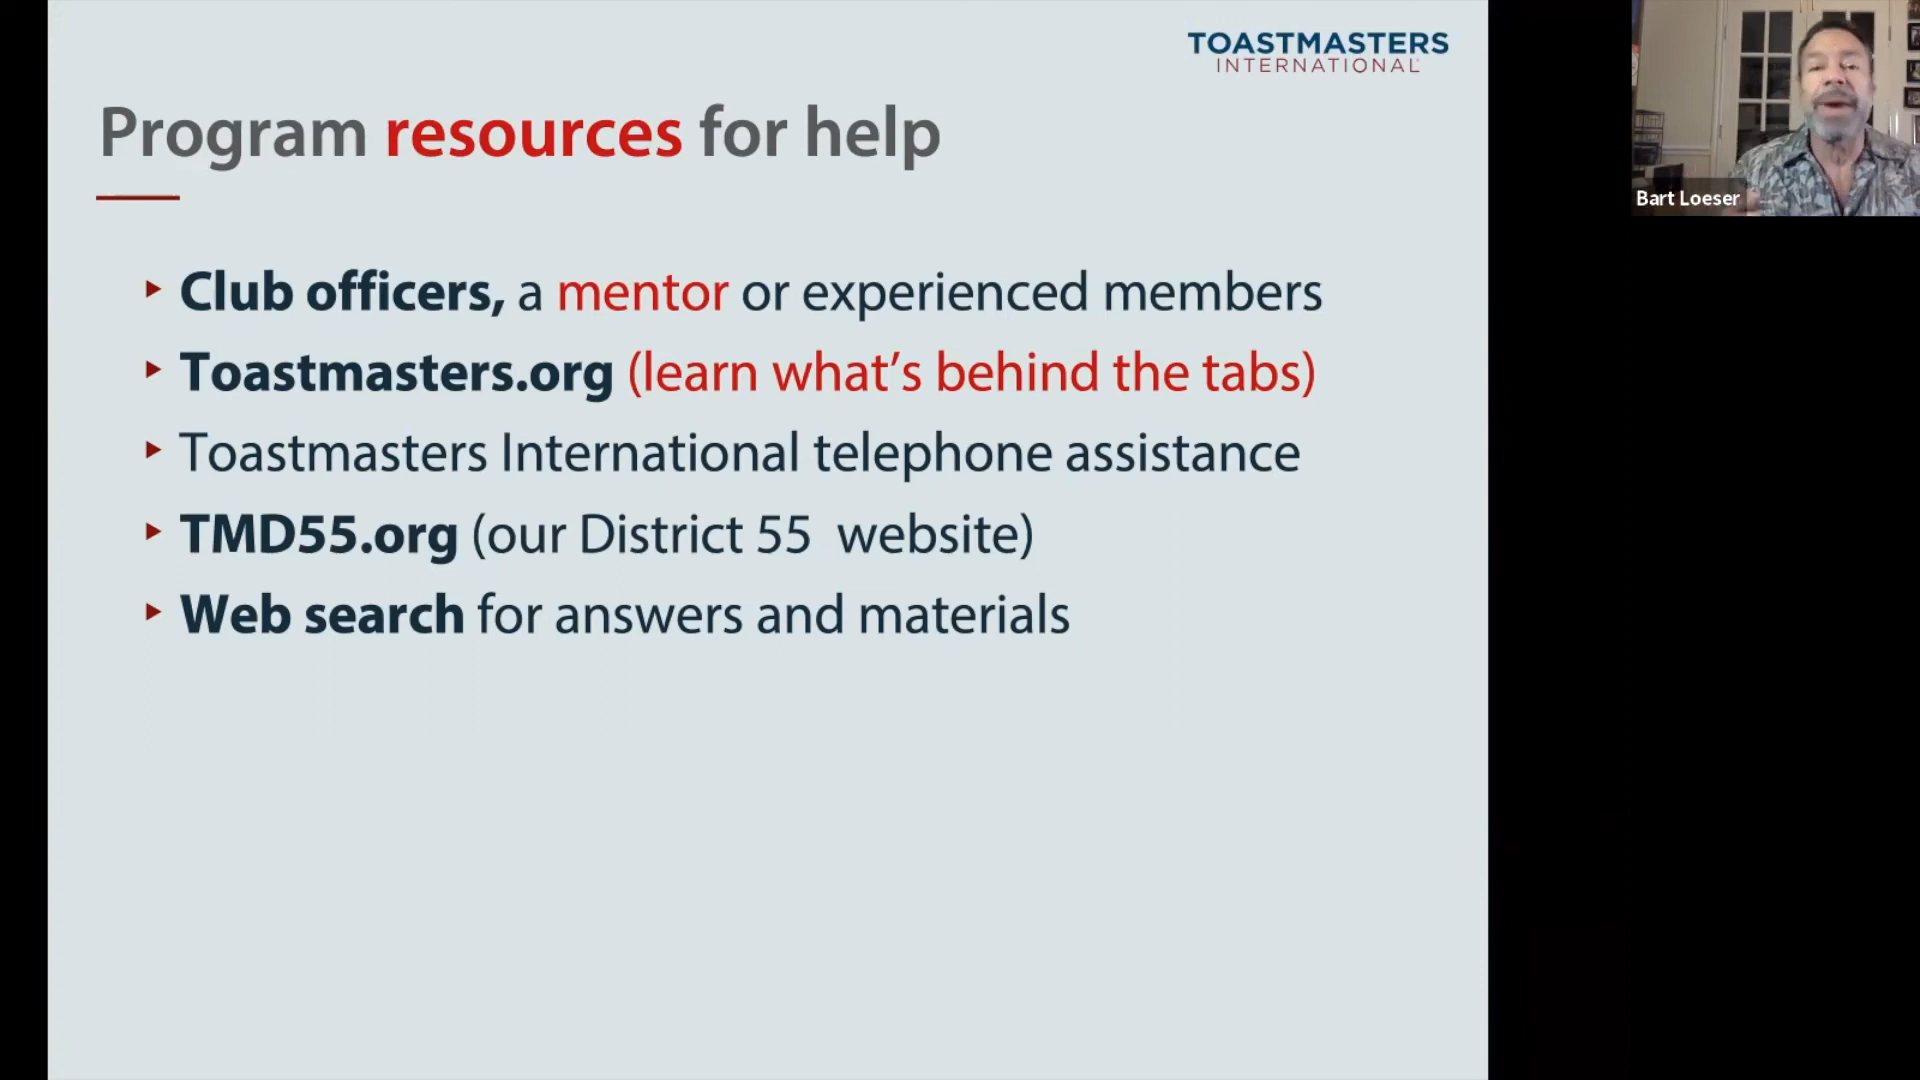 TOASTMASTERS
INTERNATIONAL
Program resources for help
Club officers, a mentor or experienced members
Toastmasters.org (learn what’s behind the tabs)
Toastmasters International telephone assistance
TMD55.org (our District 55  website)
Web search for answers and materials
Bart Loeser